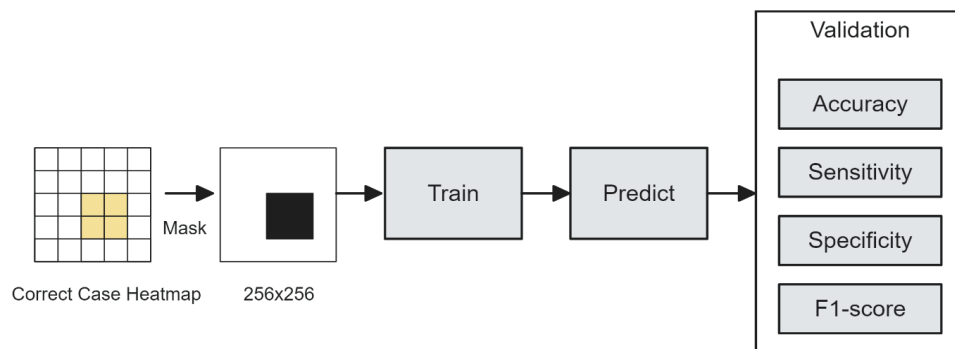 Validation
Accuracy
Sensitivity
Specificity
F1-score
Train
Predict
Mask
Correct Case Heatmap
256x256